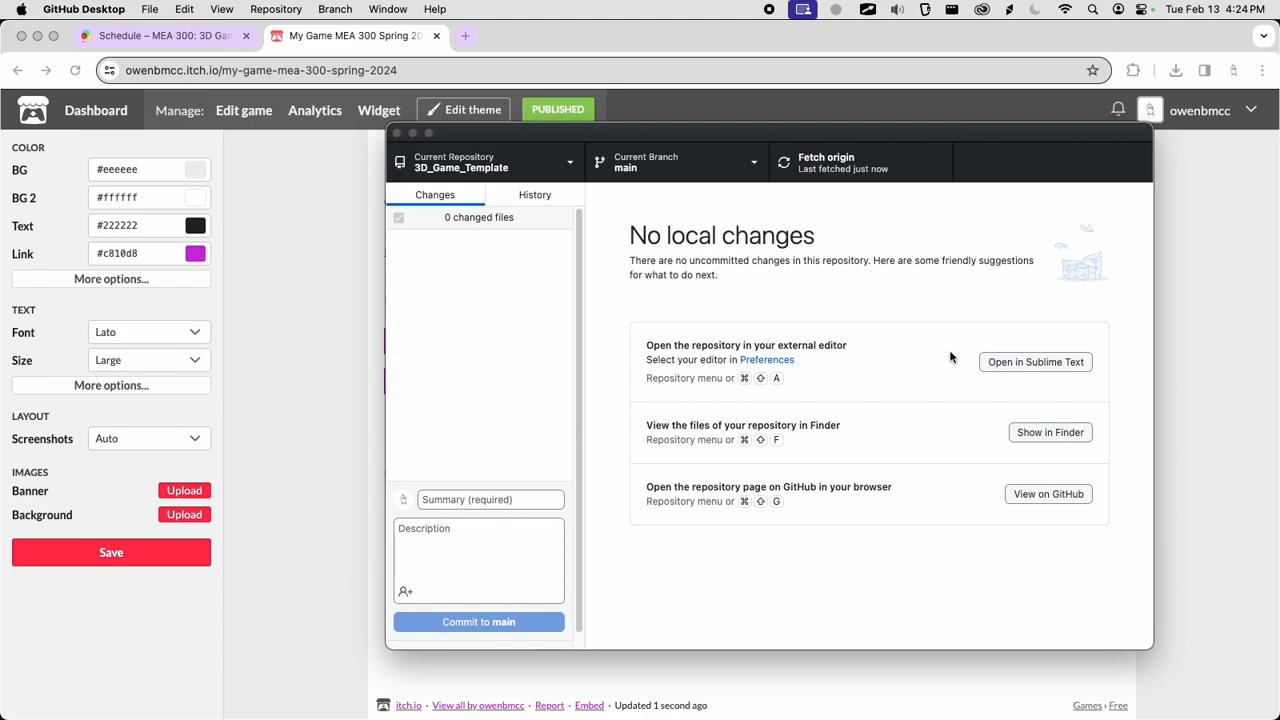 GitHub Desktop File Edit View Repository Branch Window Help Tue Feb 13 4:24 PM
Schedule – MEA 300: 3D Ga
My Game MEA 300 Spring 20
owenbmcc.itch.io/my-game-mea-300-spring-2024
Dashboard Manage: Edit game Analytics Widget Edit theme PUBLISHED owenbmcc
COLOR
BG #eeeeee
BG 2 #ffffff
Text #222222
Link #c810d8
More options...
TEXT
Font Lato
Size Large
More options...
LAYOUT
Screenshots Auto
IMAGES
Banner Upload
Background Upload
Save
Current Repository
3D_Game_Template
Current Branch
main
Fetch origin
Last fetched just now
Changes History
0 changed files
Summary (required)
Description
Commit to main
No local changes
There are no uncommitted changes in this repository. Here are some friendly suggestions
for what to do next.
Open the repository in your external editor
Select your editor in Preferences
Repository menu or ⌘ ⇧ A
Open in Sublime Text
View the files of your repository in Finder
Repository menu or ⌘ ⇧ F
Show in Finder
Open the repository page on GitHub in your browser
Repository menu or ⌘ ⇧ G
View on GitHub
itch.io · View all by owenbmcc · Report · Embed · Updated 1 second ago
Games › Free